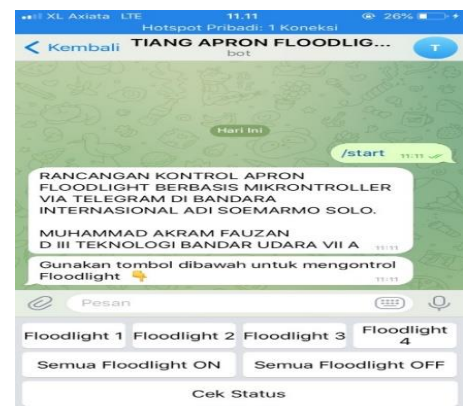 XL Axiata LTE 11.11 26%
Hotspot Pribadi: 1 Koneksi
Kembali TIANG APRON FLOODLIG... T
bot
Hari Ini
/start 11:11
RANCANGAN KONTROL APRON
FLOODLIGHT BERBASIS MIKRONTROLLER
VIA TELEGRAM DI BANDARA
INTERNASIONAL ADI SOEMARMO SOLO.
MUHAMMAD AKRAM FAUZAN
D III TEKNOLOGI BANDAR UDARA VII A 11:11
Gunakan tombol dibawah untuk mengontrol
Floodlight 👇 11:11
Pesan
Floodlight 1 Floodlight 2 Floodlight 3 Floodlight
4
Semua Floodlight ON Semua Floodlight OFF
Cek Status